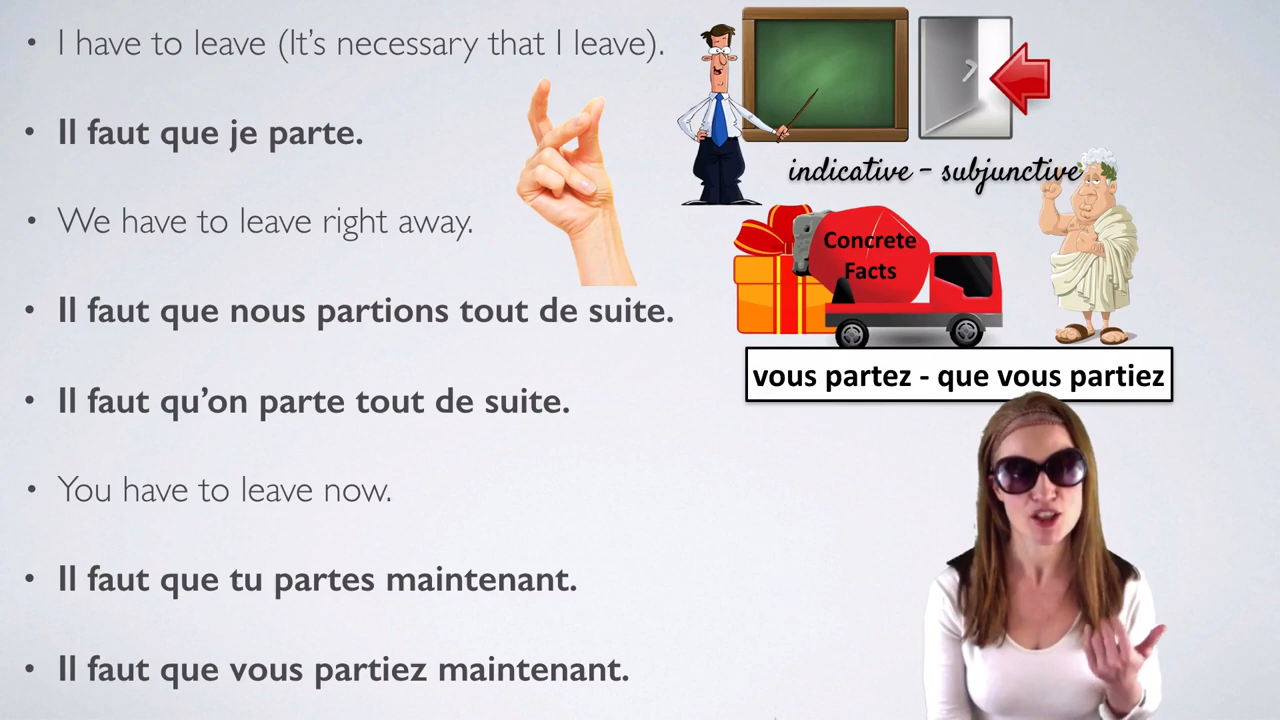 • I have to leave (It’s necessary that I leave).
• Il faut que je parte.
• We have to leave right away.
• Il faut que nous partions tout de suite.
• Il faut qu’on parte tout de suite.
• You have to leave now.
• Il faut que tu partes maintenant.
• Il faut que vous partiez maintenant.
indicative - subjunctive
Concrete
Facts
vous partez - que vous partiez